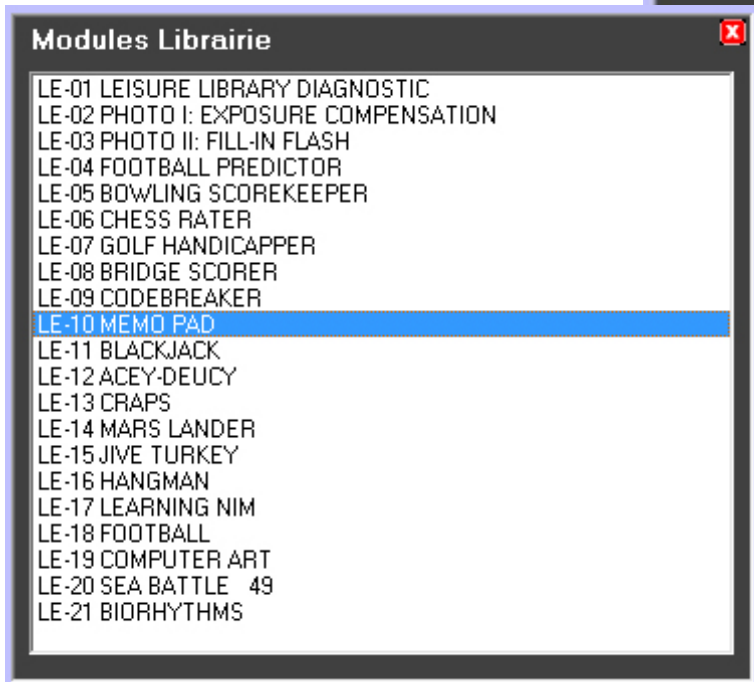 Modules Librairie
LE-01 LEISURE LIBRARY DIAGNOSTIC
LE-02 PHOTO I: EXPOSURE COMPENSATION
LE-03 PHOTO II: FILL-IN FLASH
LE-04 FOOTBALL PREDICTOR
LE-05 BOWLING SCOREKEEPER
LE-06 CHESS RATER
LE-07 GOLF HANDICAPPER
LE-08 BRIDGE SCORER
LE-09 CODEBREAKER
LE-10 MEMO PAD
LE-11 BLACKJACK
LE-12 ACEY-DEUCY
LE-13 CRAPS
LE-14 MARS LANDER
LE-15 JIVE TURKEY
LE-16 HANGMAN
LE-17 LEARNING NIM
LE-18 FOOTBALL
LE-19 COMPUTER ART
LE-20 SEA BATTLE   49
LE-21 BIORHYTHMS